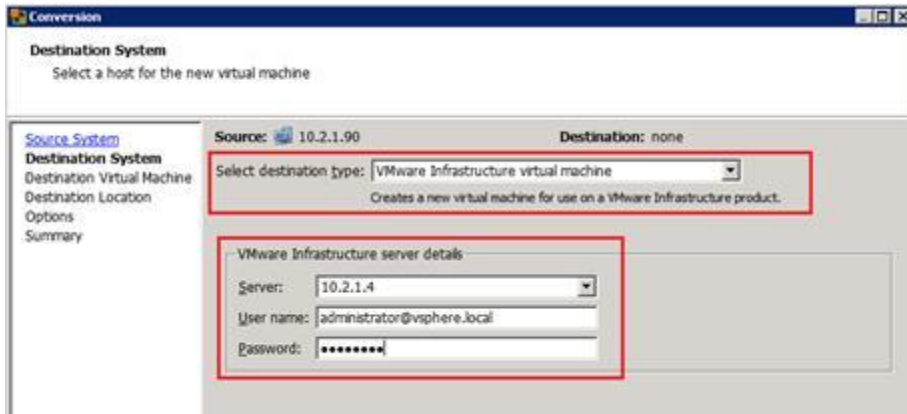 Conversion
Destination System
Select a host for the new virtual machine
Source System
Destination System
Destination Virtual Machine
Destination Location
Options
Summary
Source: 10.2.1.90 Destination: none
Select destination type: VMware Infrastructure virtual machine
Creates a new virtual machine for use on a VMware Infrastructure product.
VMware Infrastructure server details
Server: 10.2.1.4
User name: administrator@vsphere.local
Password: ••••••••